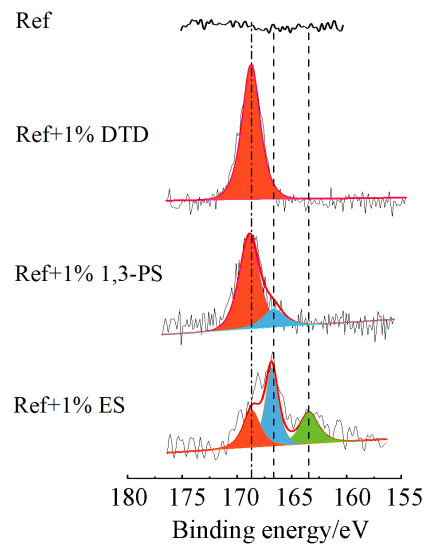 Ref
Ref+1% DTD
Ref+1% 1,3-PS
Ref+1% ES
180 175 170 165 160 155
Binding energy/eV